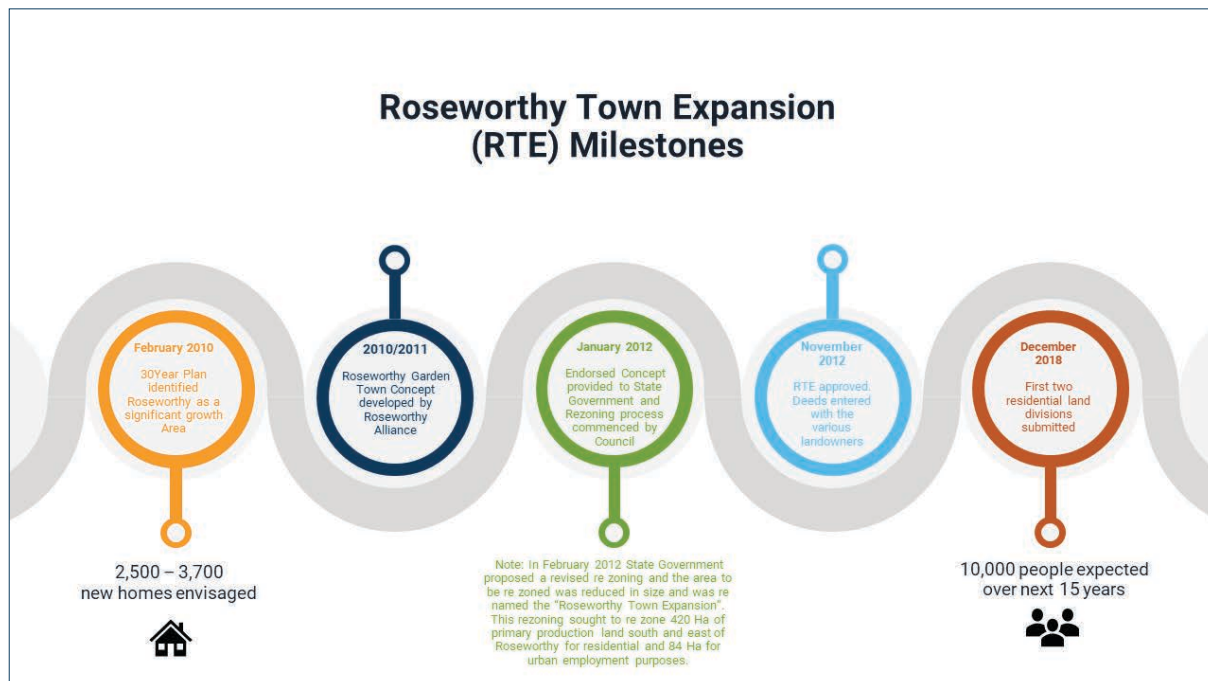 Roseworthy Town Expansion
(RTE) Milestones
February 2010
30Year Plan
identified
Roseworthy as a
significant growth
Area
2,500 – 3,700
new homes envisaged
2010/2011
Roseworthy Garden
Town Concept
developed by
Roseworthy
Alliance
January 2012
Endorsed Concept
provided to State
Government and
Rezoning process
commenced by
Council
Note: In February 2012 State Government
proposed a revised re zoning and the area to
be re zoned was reduced in size and was re
named the “Roseworthy Town Expansion”.
This rezoning sought to re zone 420 Ha of
primary production land south and east of
Roseworthy for residential and 84 Ha for
urban employment purposes.
November
2012
RTE approved.
Deeds entered
with the
various
landowners
December
2018
First two
residential land
divisions
submitted
10,000 people expected
over next 15 years